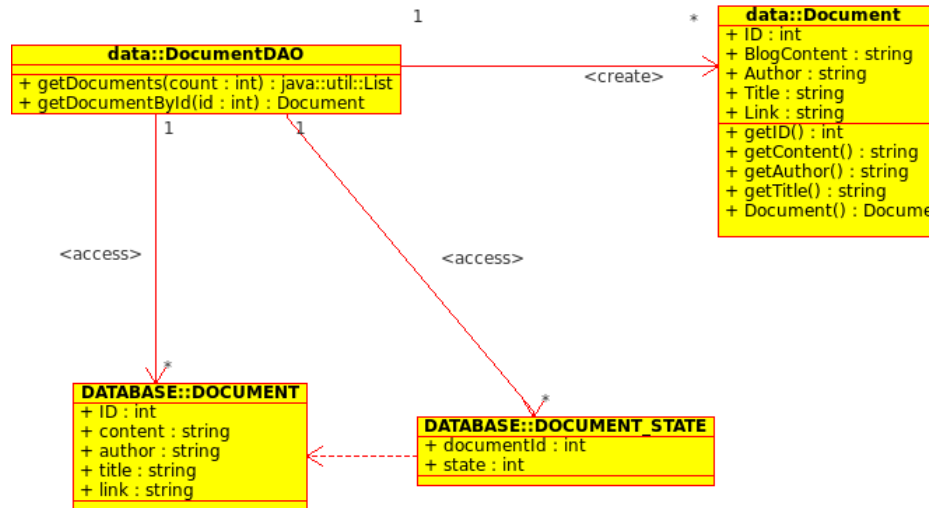 1
*
data::Document
+ ID : int
+ BlogContent : string
+ Author : string
+ Title : string
+ Link : string
+ getID() : int
+ getContent() : string
+ getAuthor() : string
+ getTitle() : string
+ Document() : Docume
data::DocumentDAO
+ getDocuments(count : int) : java::util::List
+ getDocumentById(id : int) : Document
<create>
1
1
<access>
<access>
*
*
DATABASE::DOCUMENT
+ ID : int
+ content : string
+ author : string
+ title : string
+ link : string
DATABASE::DOCUMENT_STATE
+ documentId : int
+ state : int